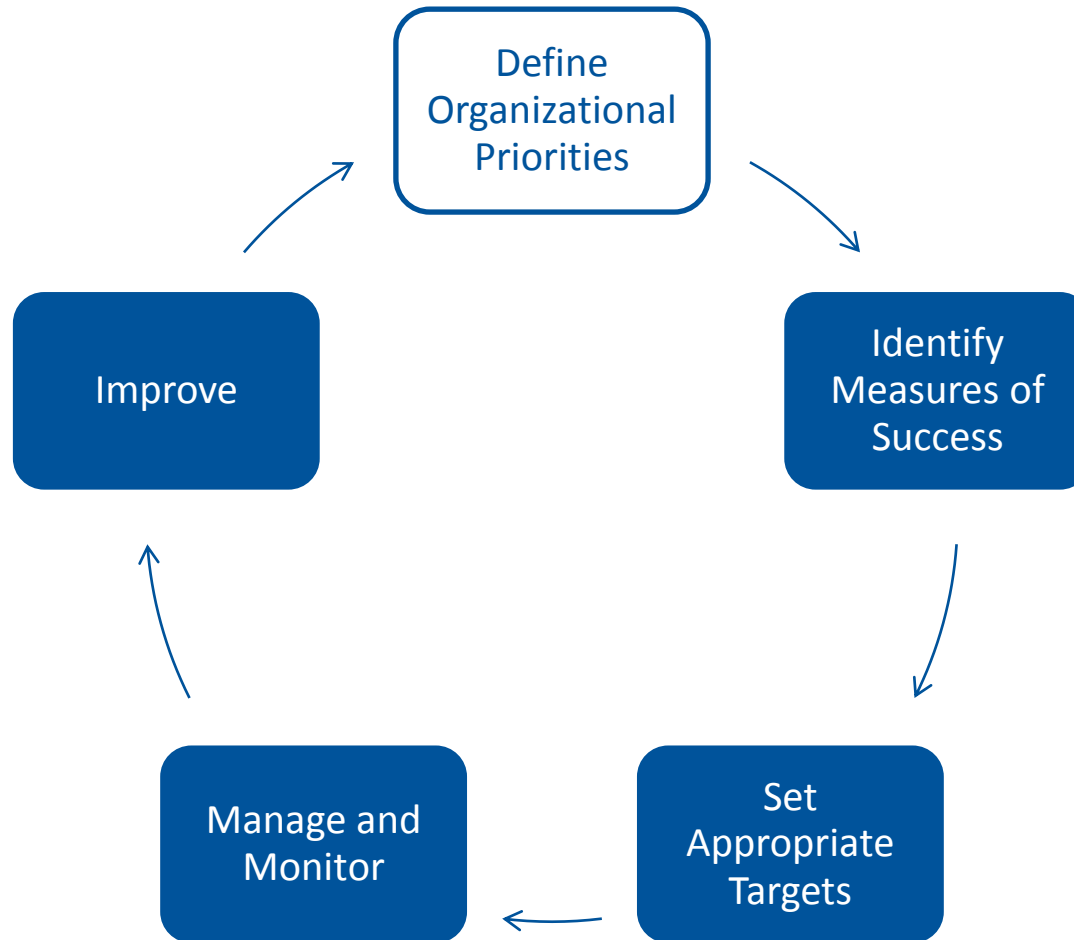 Define
Organizational
Priorities
Identify
Measures of
Success
Set
Appropriate
Targets
Manage and
Monitor
Improve